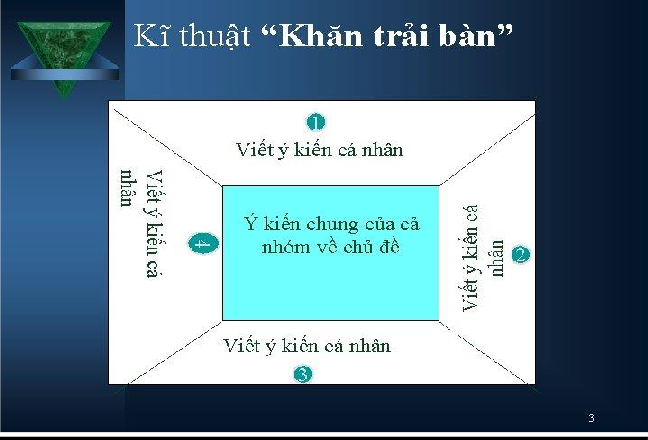 Kĩ thuật “Khăn trải bàn”
1
Viết ý kiến cá nhân
Viết ý kiến cá
nhân
4
Ý kiến chung của cả
nhóm về chủ đề
Viết ý kiến cá
nhân
2
Viết ý kiến cá nhân
3
3